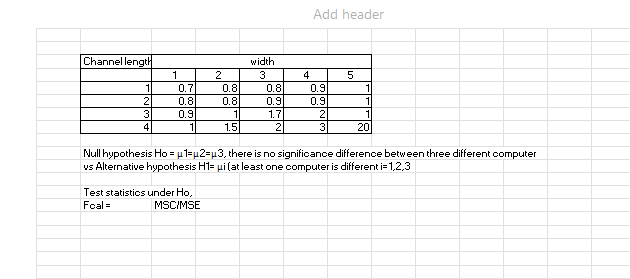 Add header
Channel length width
1 2 3 4 5
1 0.7 0.8 0.8 0.9 1
2 0.8 0.8 0.9 0.9 1
3 0.9 1 1.7 2 1
4 1 1.5 2 3 20
Null hypothesis Ho = μ1=μ2=μ3, there is no significance difference between three different computer
vs Alternative hypothesis H1= μi (at least one computer is different i=1,2,3
Test statistics under Ho,
Fcal = MSC/MSE